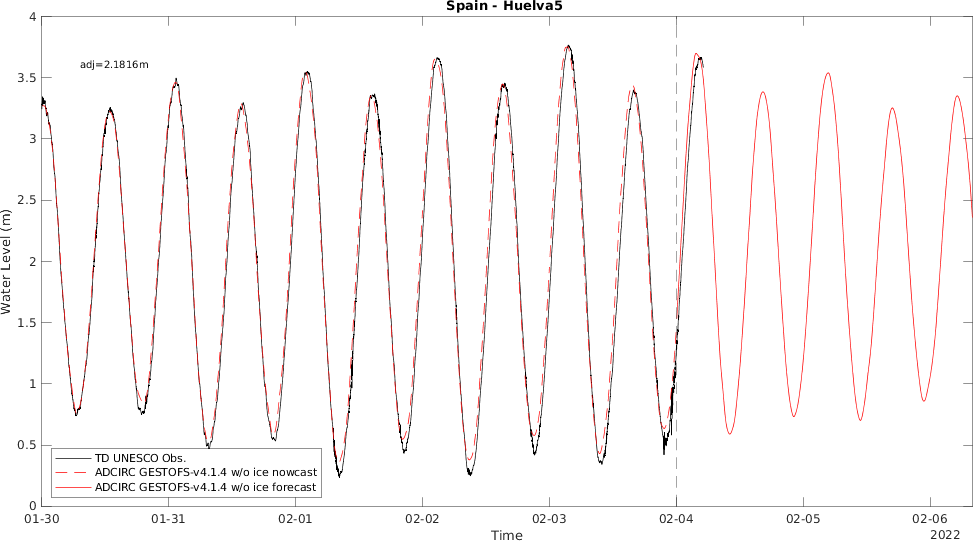 Spain - Huelva5
adj=2.1816m
4
3.5
3
2.5
2
1.5
1
0.5
0
Water Level (m)
TD UNESCO Obs.
ADCIRC GESTOFS-v4.1.4 w/o ice nowcast
ADCIRC GESTOFS-v4.1.4 w/o ice forecast
01-30 01-31 02-01 02-02 02-03 02-04 02-05 02-06
Time
2022